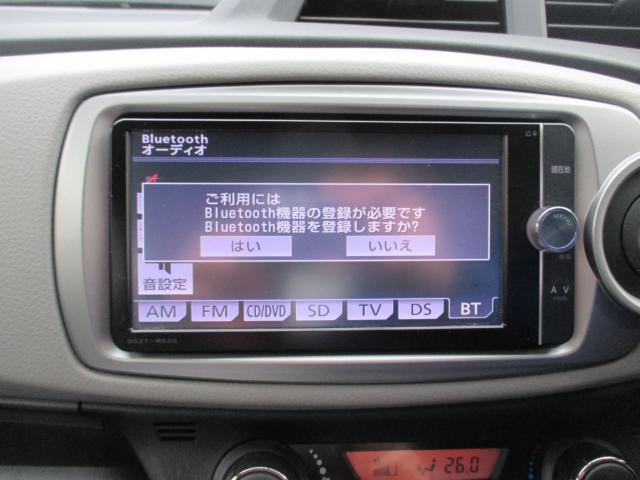 Bluetooth
オーディオ
ご利用には
Bluetooth機器の登録が必要です
Bluetooth機器を登録しますか?
はい いいえ
音設定
AM FM CD/DVD SD TV DS BT
現在地
A V
26.0